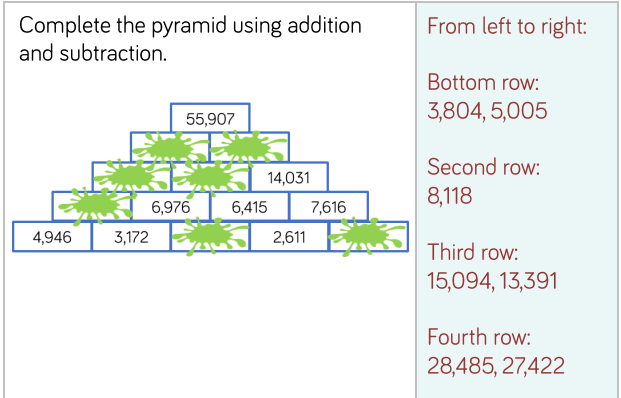 Complete the pyramid using addition
and subtraction.
55,907
14,031
6,976 6,415 7,616
4,946 3,172 2,611
From left to right:
Bottom row:
3,804, 5,005
Second row:
8,118
Third row:
15,094, 13,391
Fourth row:
28,485, 27,422